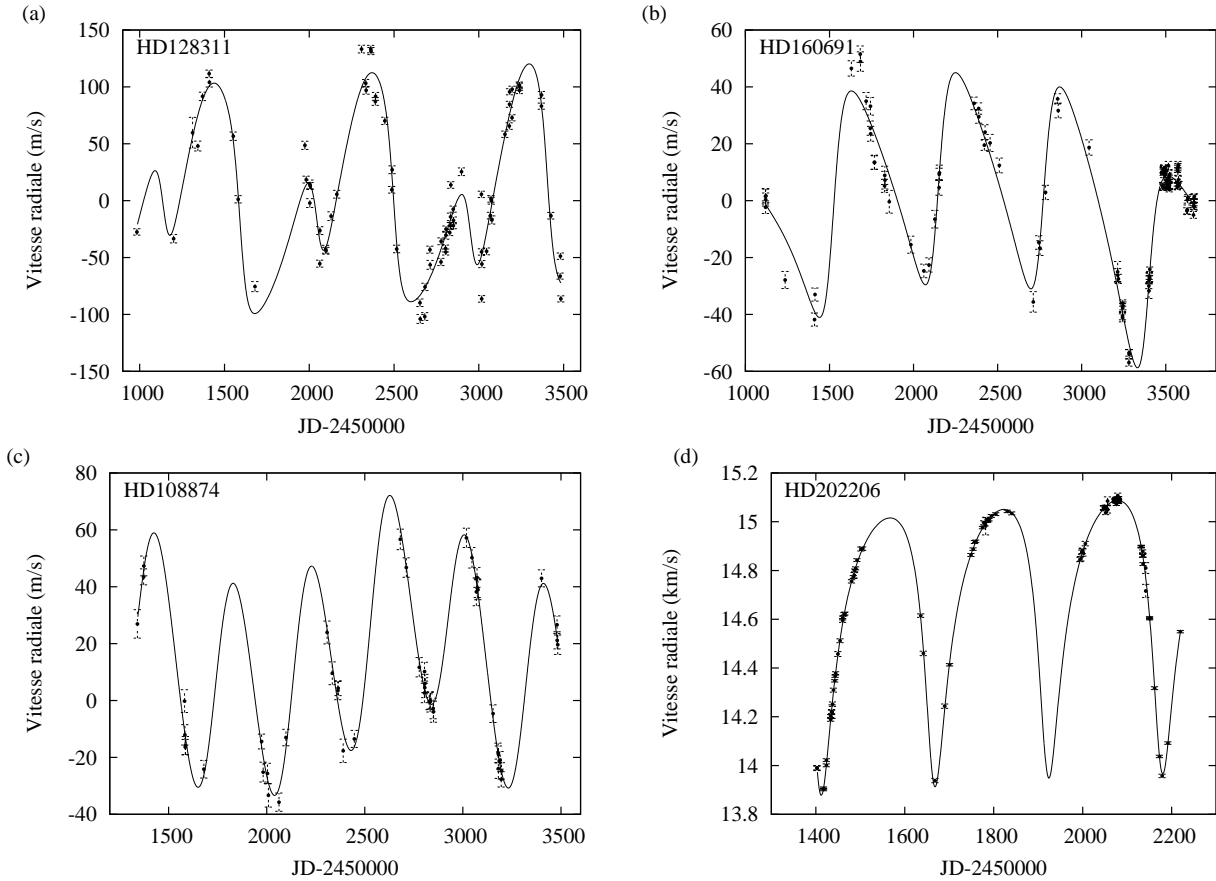 (a)
HD128311
Vitesse radiale (m/s)
150
100
50
0
-50
-100
-150
1000 1500 2000 2500 3000 3500
JD-2450000
(b)
HD160691
Vitesse radiale (m/s)
60
40
20
0
-20
-40
-60
1000 1500 2000 2500 3000 3500
JD-2450000
(c)
HD108874
Vitesse radiale (m/s)
80
60
40
20
0
-20
-40
1500 2000 2500 3000 3500
JD-2450000
(d)
HD202206
Vitesse radiale (km/s)
15.2
15
14.8
14.6
14.4
14.2
14
13.8
1400 1600 1800 2000 2200
JD-2450000